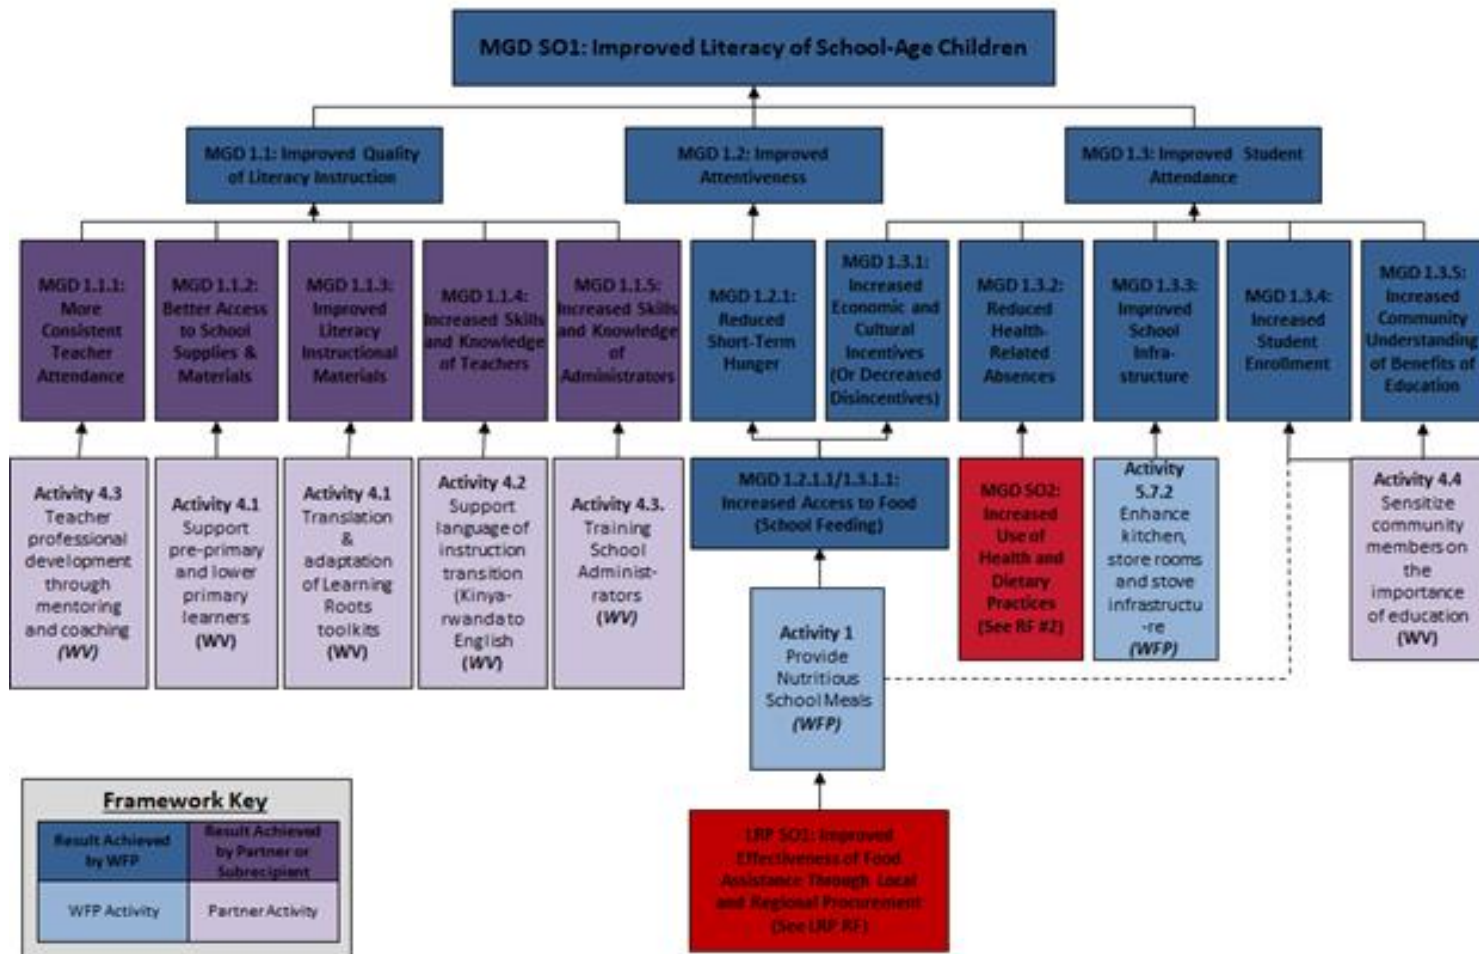 MGD SO1: Improved Literacy of School-Age Children
MGD 1.1: Improved Quality
of Literacy Instruction
MGD 1.2: Improved
Attentiveness
MGD 1.3: Improved Student
Attendance
MGD 1.1.1:
More
Consistent
Teacher
Attendance
MGD 1.1.2:
Better Access
to School
Supplies &
Materials
MGD 1.1.3:
Improved
Literacy
Instructional
Materials
MGD 1.1.4:
Increased Skills
and Knowledge
of Teachers
MGD 1.1.5:
Increased Skills
and Knowledge
of
Administrators
MGD 1.2.1:
Reduced
Short-Term
Hunger
MGD 1.3.1:
Increased
Economic and
Cultural
Incentives
(Or Decreased
Disincentives)
MGD 1.3.2:
Reduced
Health-
Related
Absences
MGD 1.3.3:
Improved
School
Infra-
structure
MGD 1.3.4:
Increased
Student
Enrollment
MGD 1.3.5:
Increased
Community
Understanding
of Benefits of
Education
Activity 4.3
Teacher
professional
development
through
mentoring
and coaching
(WV)
Activity 4.1
Support
pre-primary
and lower
primary
learners
(WV)
Activity 4.1
Translation
&
adaptation
of Learning
Roots
toolkits
(WV)
Activity 4.2
Support
language of
instruction
transition
(Kinya-
rwanda to
English
(WV)
Activity 4.3.
Training
School
Administ-
rators
(WV)
MGD 1.2.1.1/1.3.1.1:
Increased Access to Food
(School Feeding)
MGD SO2:
Increased
Use of
Health and
Dietary
Practices
(See RF #2)
Activity
5.7.2
Enhance
kitchen,
store rooms
and stove
infrastructu
-re
(WFP)
Activity 4.4
Sensitize
community
members on
the
importance
of education
(WV)
Activity 1
Provide
Nutritious
School Meals
(WFP)
LRP SO1: Improved
Effectiveness of Food
Assistance Through Local
and Regional Procurement
(See LRP RF)
Framework Key
Result Achieved
by WFP
Result Achieved
by Partner or
Subrecipient
WFP Activity
Partner Activity